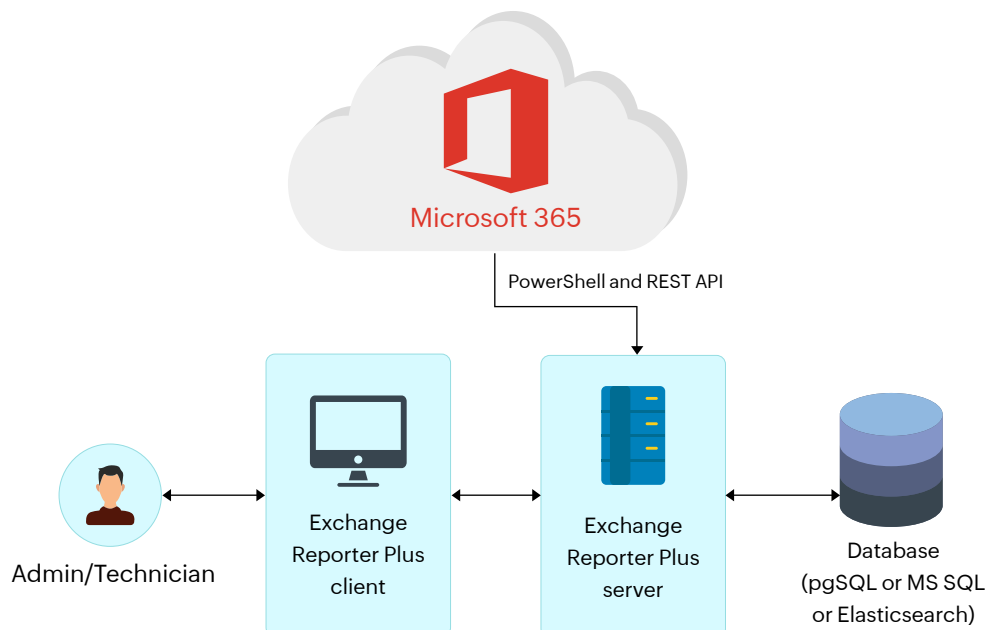 Microsoft 365
PowerShell and REST API
Admin/Technician
Exchange
Reporter Plus
client
Exchange
Reporter Plus
server
Database
(pgSQL or MS SQL
or Elasticsearch)